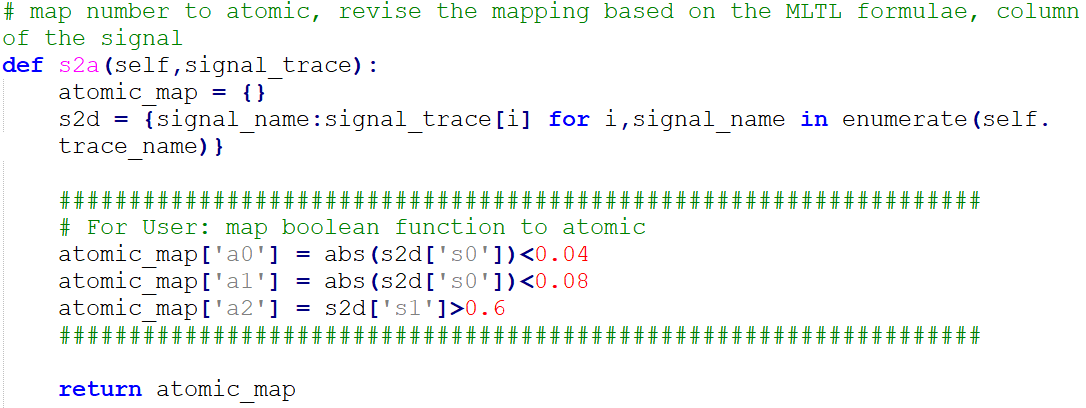 # map number to atomic, revise the mapping based on the MLTL formulae, column
of the signal
def s2a(self,signal_trace):
    atomic_map = {}
    s2d = {signal_name:signal_trace[i] for i,signal_name in enumerate(self.
    trace_name)}
    ###################################################################
    # For User: map boolean function to atomic
    atomic_map['a0'] = abs(s2d['s0'])<0.04
    atomic_map['a1'] = abs(s2d['s0'])<0.08
    atomic_map['a2'] = s2d['s1']>0.6
    ###################################################################
    return atomic_map